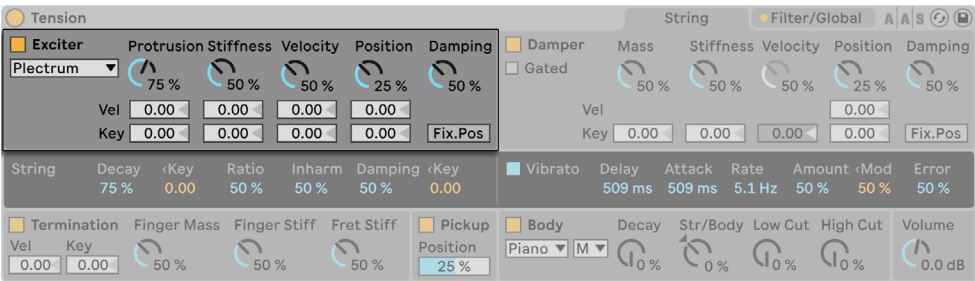 Tension String Filter/Global A A S
Exciter Protrusion Stiffness Velocity Position Damping
Plectrum 75 % 50 % 50 % 25 % 50 %
Vel 0.00 0.00 0.00 0.00
Key 0.00 0.00 0.00 0.00 Fix.Pos
Damper Mass Stiffness Velocity Position Damping
Gated 50 % 50 % 50 % 25 % 50 %
Vel 0.00
Key 0.00 0.00 0.00 0.00 Fix.Pos
String Decay <Key Ratio Inharm Damping <Key
75 % 0.00 50 % 50 % 50 % 0.00
Vibrato Delay Attack Rate Amount <Mod Error
509 ms 509 ms 5.1 Hz 50 % 50 % 50 %
Termination Finger Mass Finger Stiff Fret Stiff
Vel Key
0.00 0.00 50 % 50 % 50 %
Pickup
Position
25 %
Body Decay Str/Body Low Cut High Cut Volume
Piano M 0 % 0 % 0 % 0 % 0.0 dB